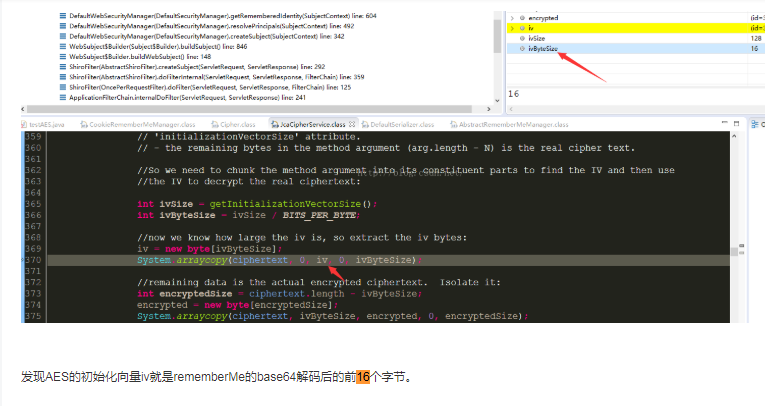 DefaultWebSecurityManager(DefaultSecurityManager).getRememberedIdentity(SubjectContext) line: 604
DefaultWebSecurityManager(DefaultSecurityManager).resolvePrincipals(SubjectContext) line: 492
DefaultWebSecurityManager(DefaultSecurityManager).createSubject(SubjectContext) line: 342
WebSubject$Builder(Subject$Builder).buildSubject() line: 846
WebSubject$Builder.buildWebSubject() line: 148
ShiroFilter(AbstractShiroFilter).createSubject(ServletRequest, ServletResponse) line: 292
ShiroFilter(AbstractShiroFilter).doFilterInternal(ServletRequest, ServletResponse, FilterChain) line: 359
ShiroFilter(OncePerRequestFilter).doFilter(ServletRequest, ServletResponse, FilterChain) line: 125
ApplicationFilterChain.internalDoFilter(ServletRequest, ServletResponse) line: 241
encrypted
iv
ivSize 128
ivByteSize 16
16
testAES.java CookieRememberMeManager.class Cipher.class JcaCipherService.class DefaultSerializer.class AbstractRememberMeManager.class
359 // 'initializationVectorSize' attribute.
360 // - the remaining bytes in the method argument (arg.length - N) is the real cipher text.
361
362 //So we need to chunk the method argument into its constituent parts to find the IV and then use
363 //the IV to decrypt the real ciphertext:
364
365 int ivSize = getInitializationVectorSize();
366 int ivByteSize = ivSize / BITS_PER_BYTE;
367
368 //now we know how large the iv is, so extract the iv bytes:
369 iv = new byte[ivByteSize];
370 System.arraycopy(ciphertext, 0, iv, 0, ivByteSize);
371
372 //remaining data is the actual encrypted ciphertext.  Isolate it:
373 int encryptedSize = ciphertext.length - ivByteSize;
374 encrypted = new byte[encryptedSize];
375 System.arraycopy(ciphertext, ivByteSize, encrypted, 0, encryptedSize);
发现AES的初始化向量iv就是rememberMe的base64解码后的前16个字节。